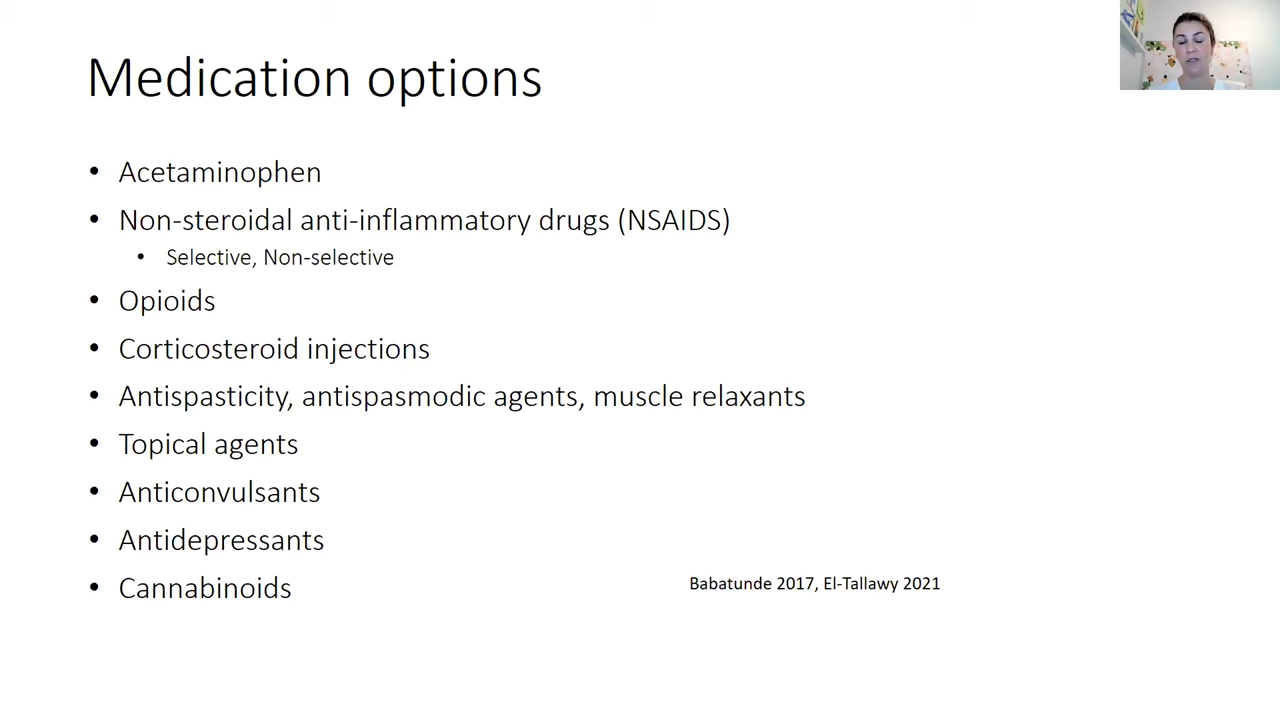 Medication options
• Acetaminophen
• Non-steroidal anti-inflammatory drugs (NSAIDS)
• Selective, Non-selective
• Opioids
• Corticosteroid injections
• Antispasticity, antispasmodic agents, muscle relaxants
• Topical agents
• Anticonvulsants
• Antidepressants
• Cannabinoids
Babatunde 2017, El-Tallawy 2021